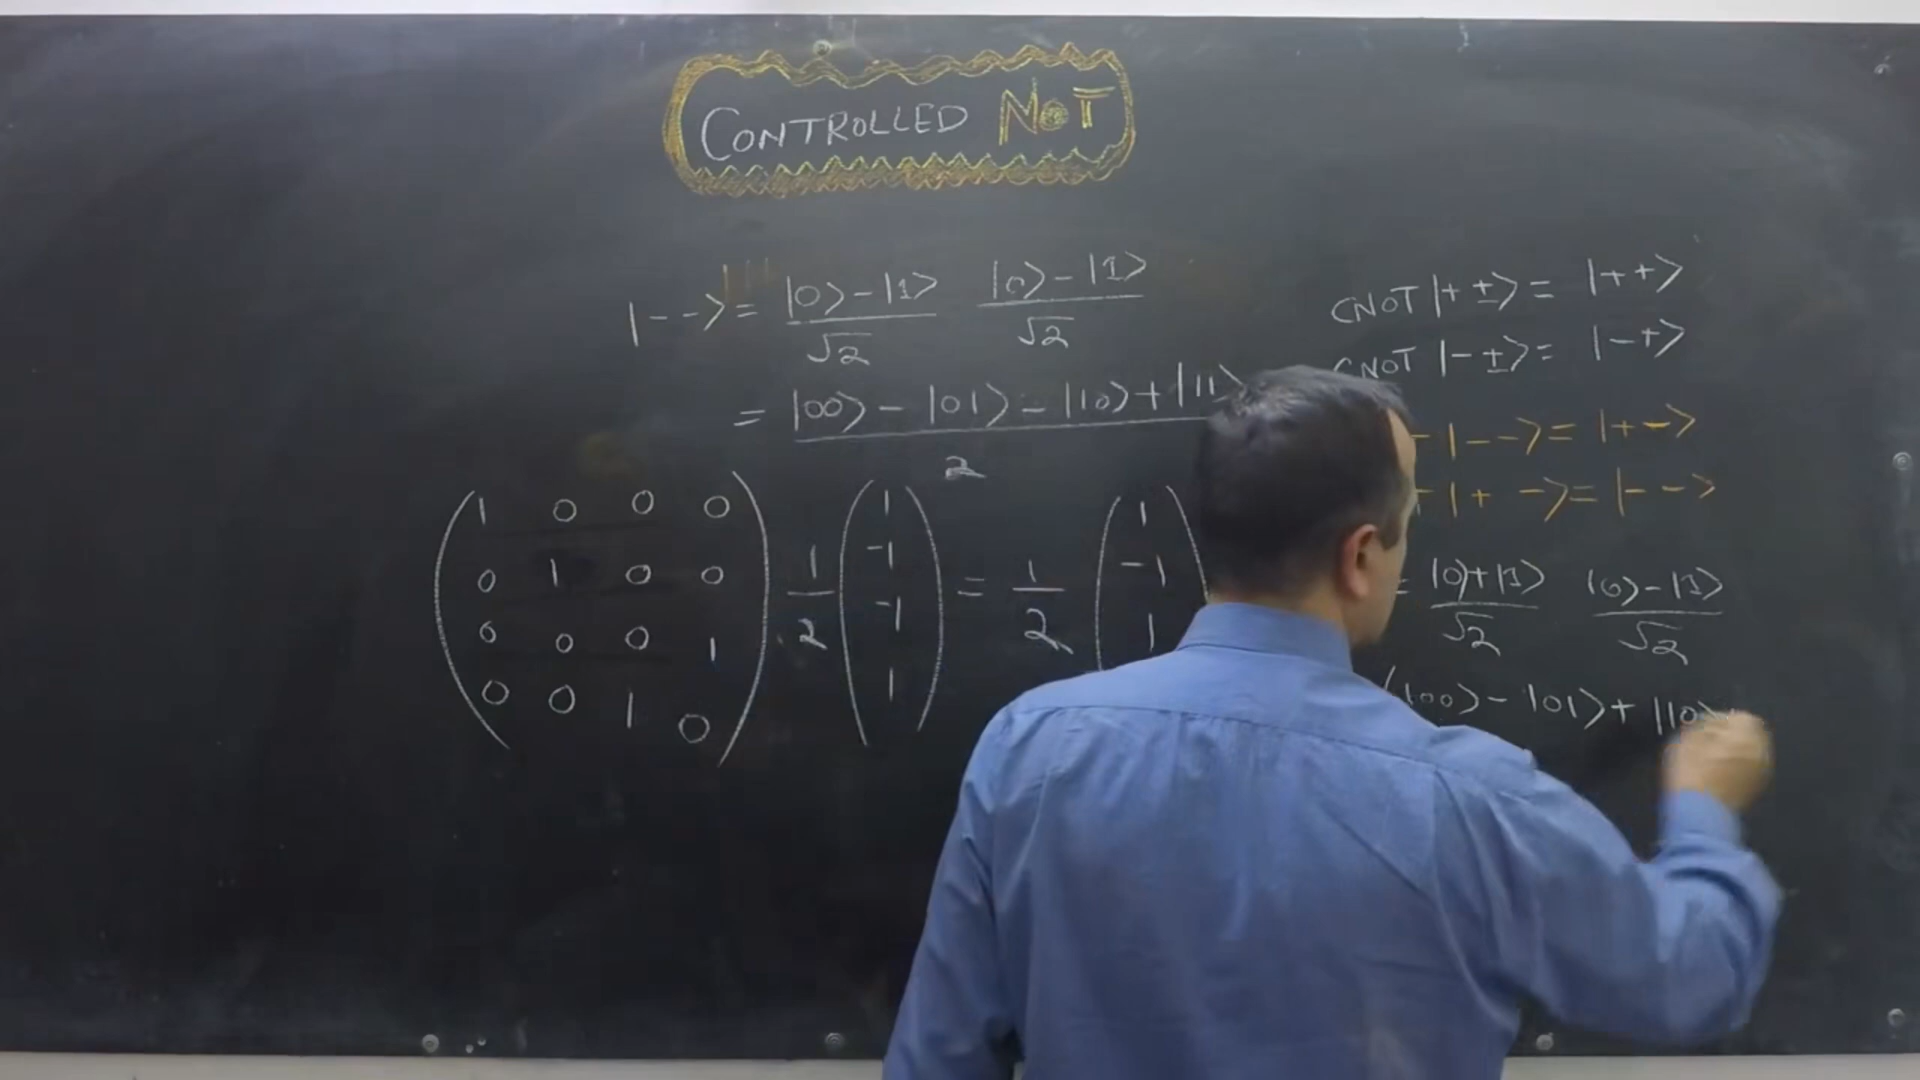 CONTROLLED NOT
|--⟩ = |0⟩-|1⟩ / √2 |0⟩-|1⟩ / √2
= |00⟩ - |01⟩ - |10⟩ + |11⟩ / 2
1 0 0 0
0 1 0 0
0 0 0 1
0 0 1 0
1/2
1
-1
-1
1
= 1/2
1
-1
1
CNOT |+ ±⟩ = |++⟩
CNOT |- ±⟩ = |-+⟩
|--⟩ = |+-⟩
|+ -⟩ = |--⟩
= |0⟩+|1⟩ / √2 |0⟩-|1⟩ / √2
(|00⟩ - |01⟩ + |10⟩